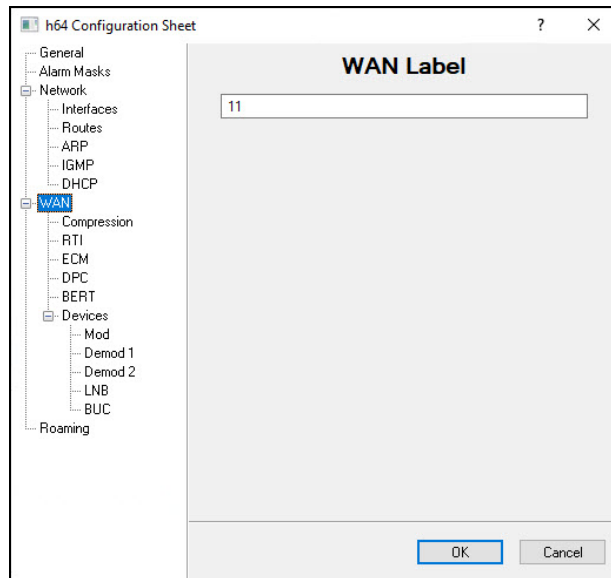 h64 Configuration Sheet
?
General
Alarm Masks
Network
Interfaces
Routes
ARP
IGMP
DHCP
WAN
Compression
RTI
ECM
DPC
BERT
Devices
Mod
Demod 1
Demod 2
LNB
BUC
Roaming
WAN Label
11
OK
Cancel